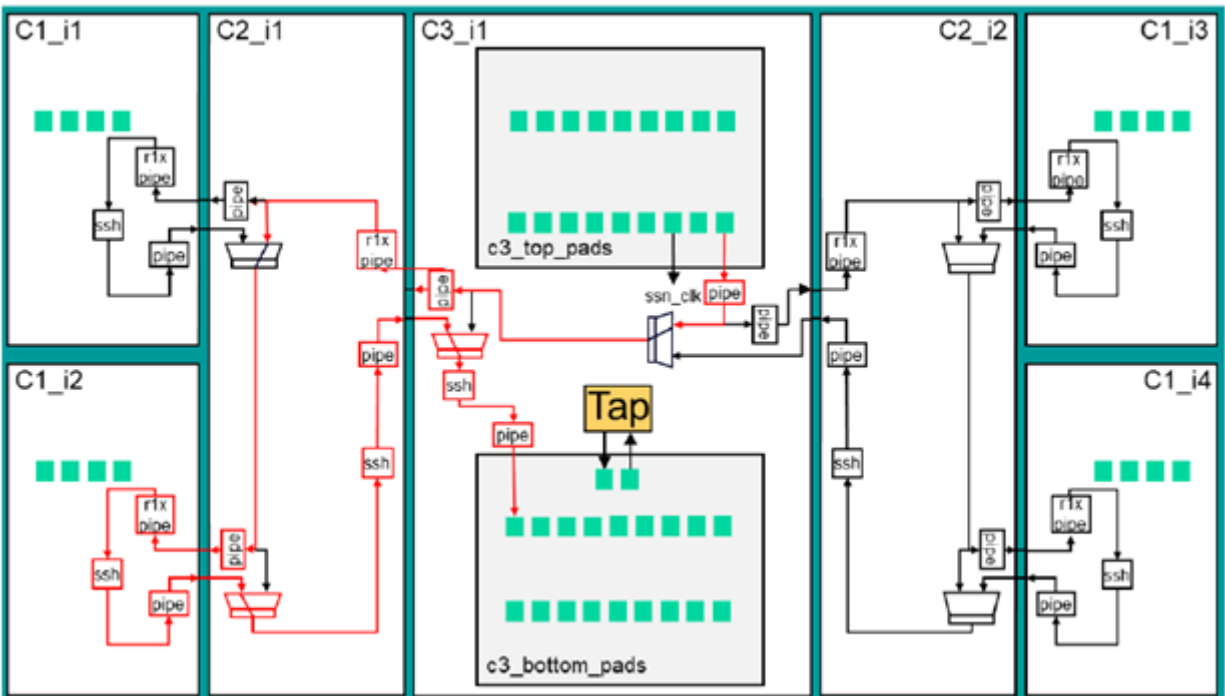 C1_i1
C2_i1
C3_i1
C2_i2
C1_i3
r1x
pipe
pipe
ssh
pipe
r1x
pipe
pipe
c3_top_pads
ssn_clk
pipe
pipe
r1x
pipe
pipe
r1x
pipe
ssh
pipe
C1_i2
pipe
ssh
pipe
Tap
pipe
C1_i4
ssh
ssh
r1x
pipe
pipe
ssh
pipe
c3_bottom_pads
pipe
r1x
pipe
ssh
pipe